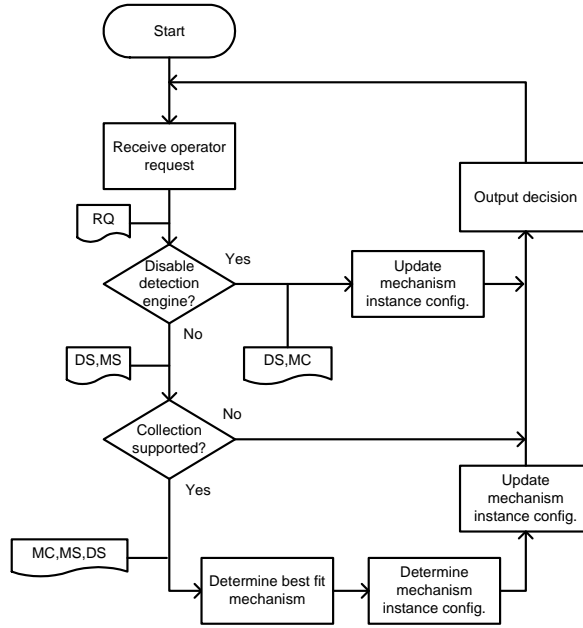 Start
Receive operator
request
Output decision
RQ
Disable
detection
engine?
Yes
Update
mechanism
instance config.
No
DS,MS
DS,MC
Collection
supported?
No
Yes
Update
mechanism
instance config.
MC,MS,DS
Determine best fit
mechanism
Determine
mechanism
instance config.